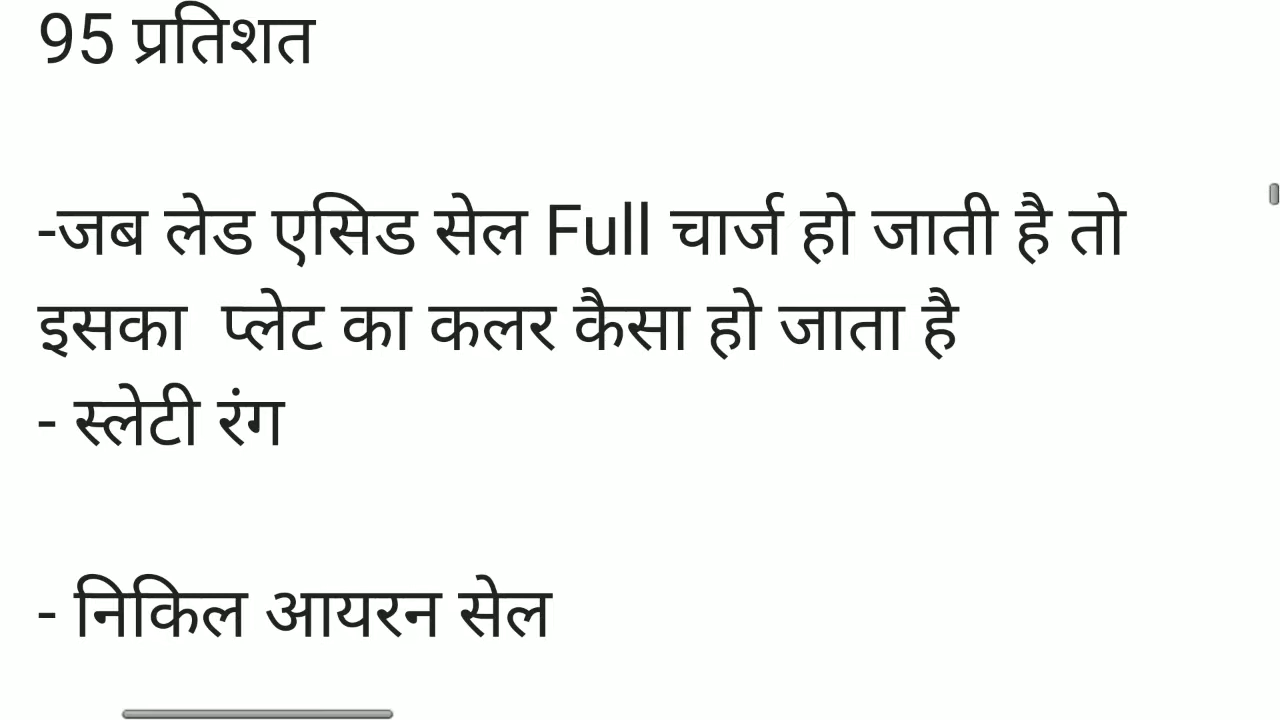 95 प्रतिशत
-जब लेड एसिड सेल Full चार्ज हो जाती है तो
इसका  प्लेट का कलर कैसा हो जाता है
- स्लेटी रंग
- निकिल आयरन सेल